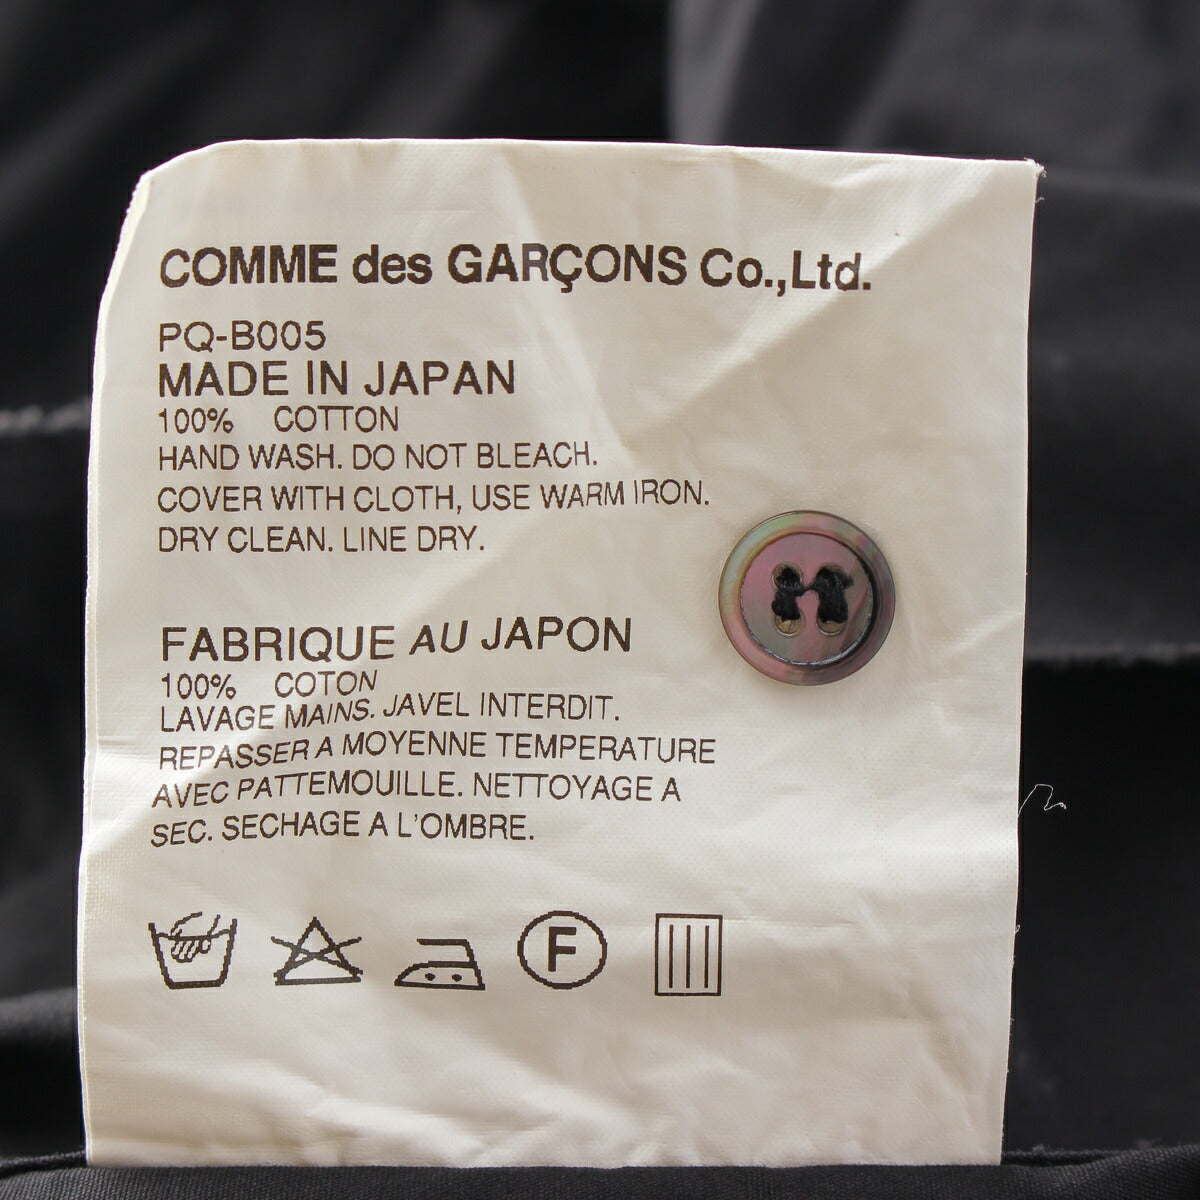 COMME des GARÇONS Co.,Ltd.
PQ-B005
MADE IN JAPAN
100% COTTON
HAND WASH. DO NOT BLEACH.
COVER WITH CLOTH, USE WARM IRON.
DRY CLEAN. LINE DRY.
FABRIQUE AU JAPON
100% COTON
LAVAGE MAINS. JAVEL INTERDIT.
REPASSER A MOYENNE TEMPERATURE
AVEC PATTEMOUILLE. NETTOYAGE A
SEC. SECHAGE A L'OMBRE.
F